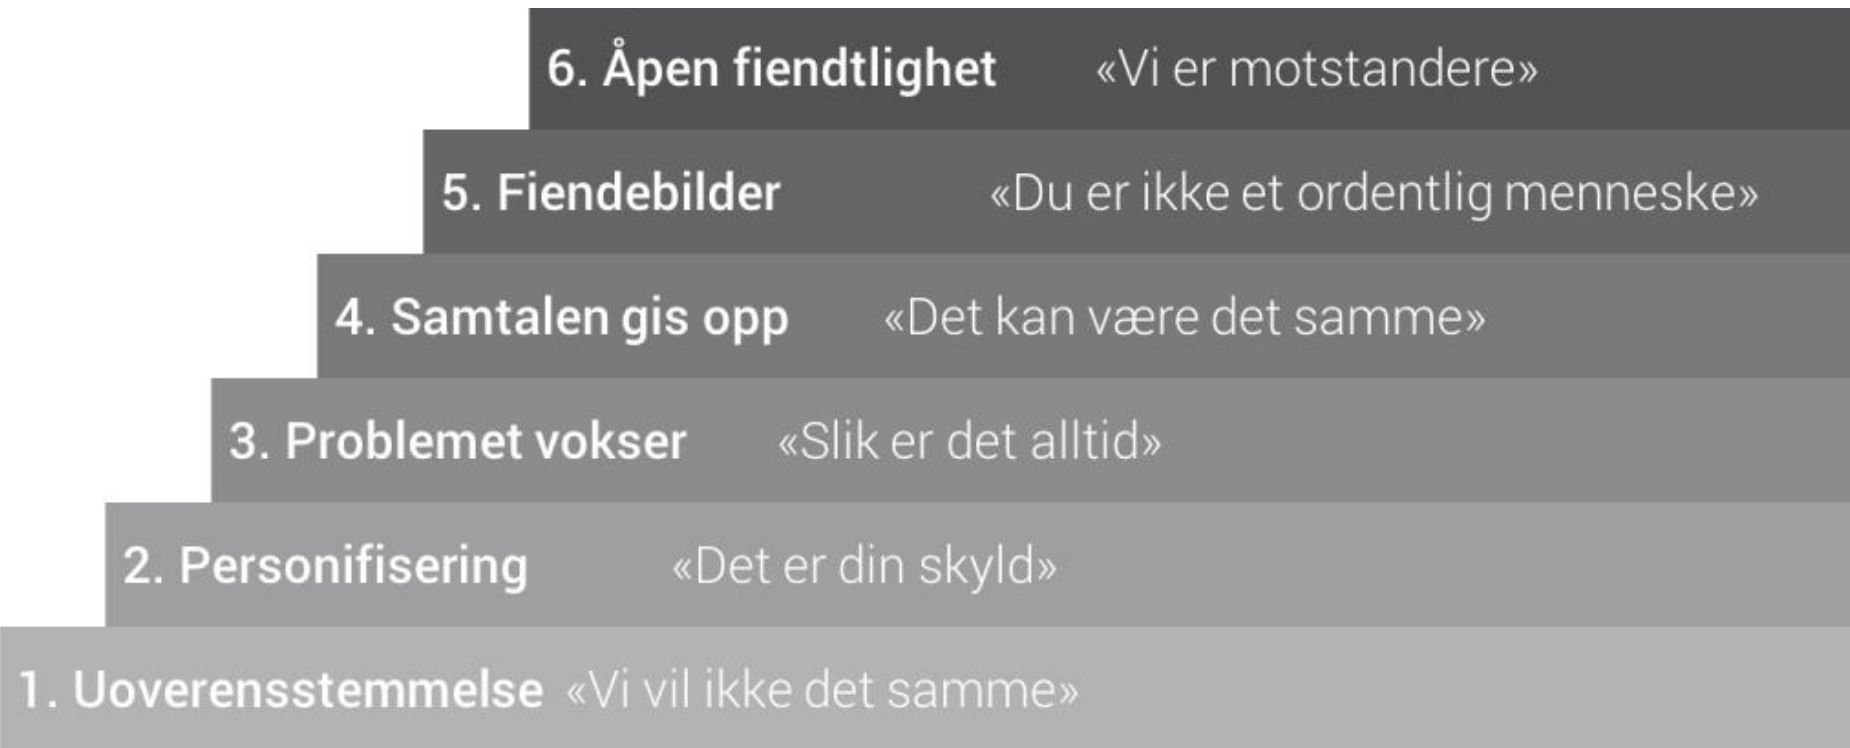 6. Åpen fiendtlighet «Vi er motstandere»
5. Fiendebilder «Du er ikke et ordentlig menneske»
4. Samtalen gis opp «Det kan være det samme»
3. Problemet vokser «Slik er det alltid»
2. Personifisering «Det er din skyld»
1. Uoverensstemmelse «Vi vil ikke det samme»